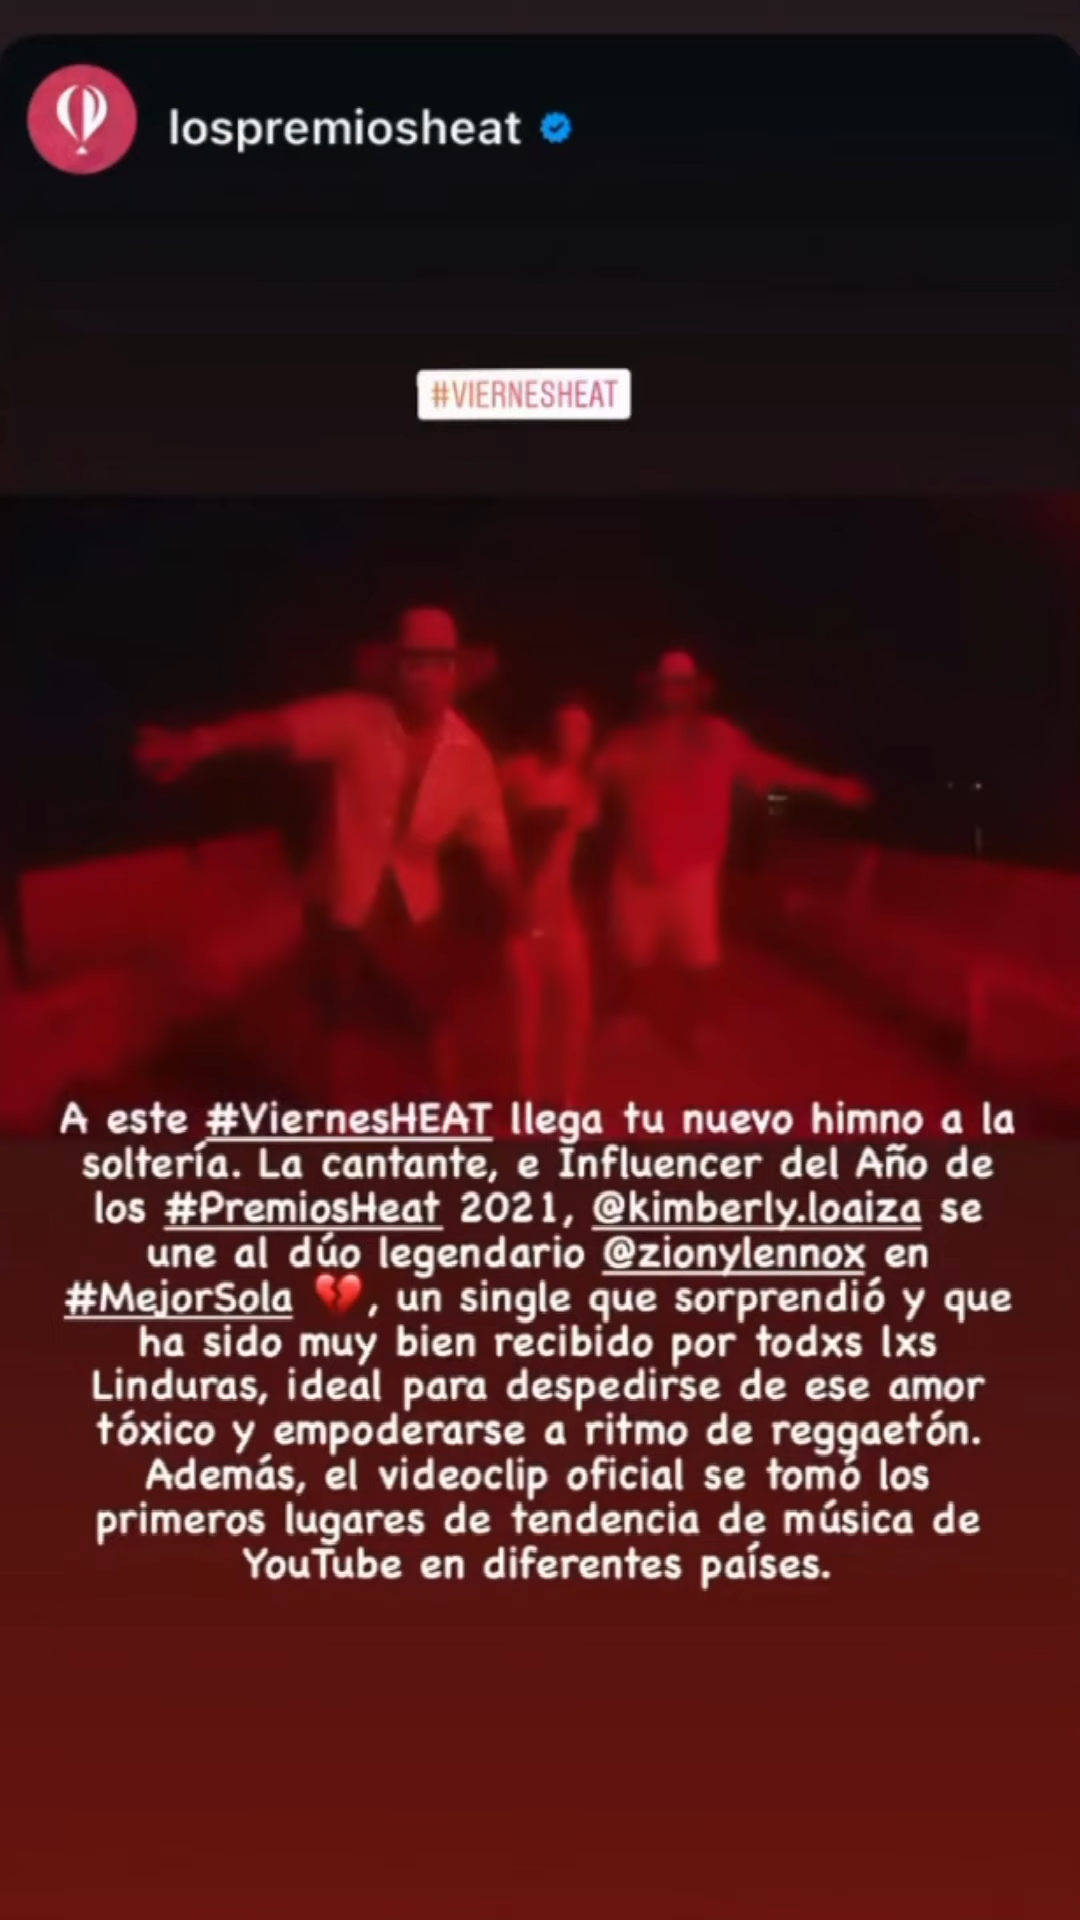 lospremiosheat
#VIERNESHEAT
A este #ViernesHEAT llega tu nuevo himno a la
soltería. La cantante, e Influencer del Año de
los #PremiosHeat 2021, @kimberly.loaiza se
une al dúo legendario @zionylennox en
#MejorSola 💔, un single que sorprendió y que
ha sido muy bien recibido por todxs lxs
Linduras, ideal para despedirse de ese amor
tóxico y empoderarse a ritmo de reggaetón.
Además, el videoclip oficial se tomó los
primeros lugares de tendencia de música de
YouTube en diferentes países.